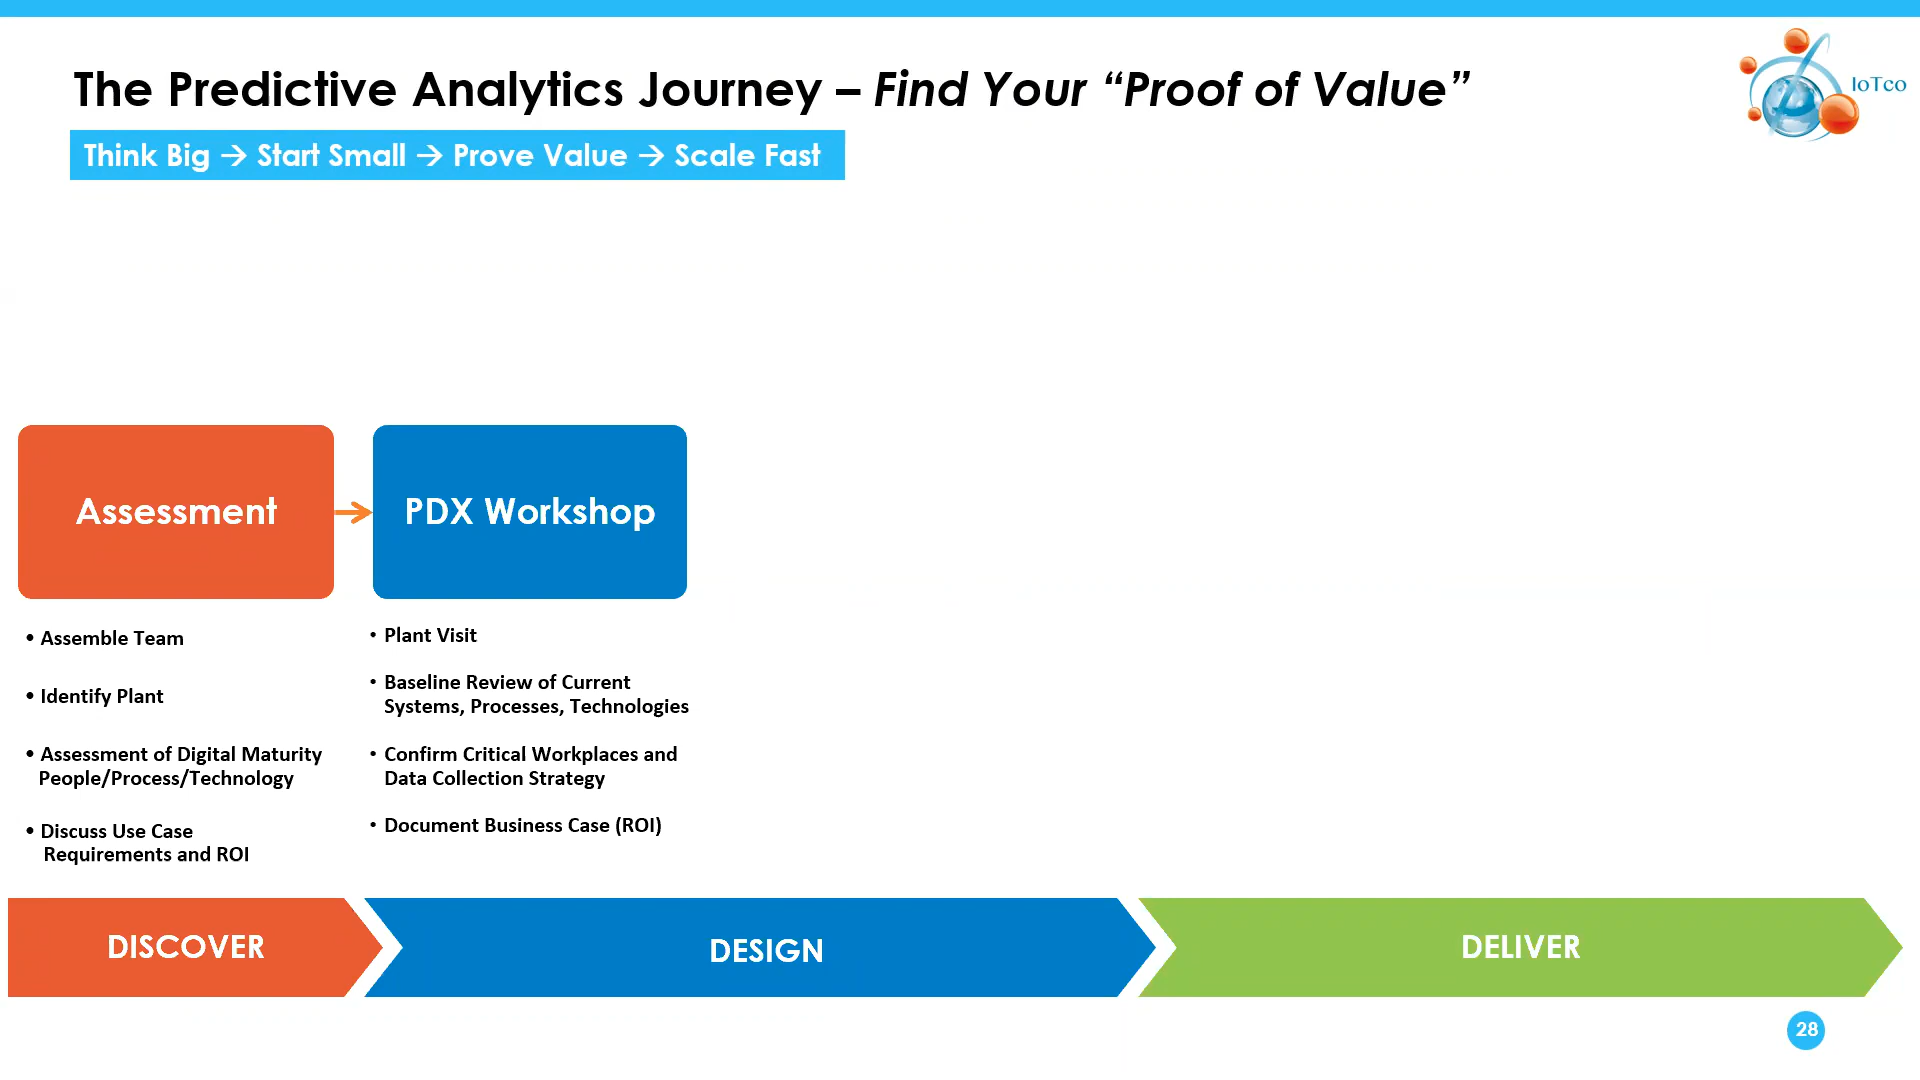 The Predictive Analytics Journey – Find Your “Proof of Value”
IoTco
Think Big → Start Small → Prove Value → Scale Fast
Assessment
PDX Workshop
• Assemble Team
• Identify Plant
• Assessment of Digital Maturity
People/Process/Technology
• Discuss Use Case
Requirements and ROI
• Plant Visit
• Baseline Review of Current
Systems, Processes, Technologies
• Confirm Critical Workplaces and
Data Collection Strategy
• Document Business Case (ROI)
DISCOVER
DESIGN
DELIVER
28